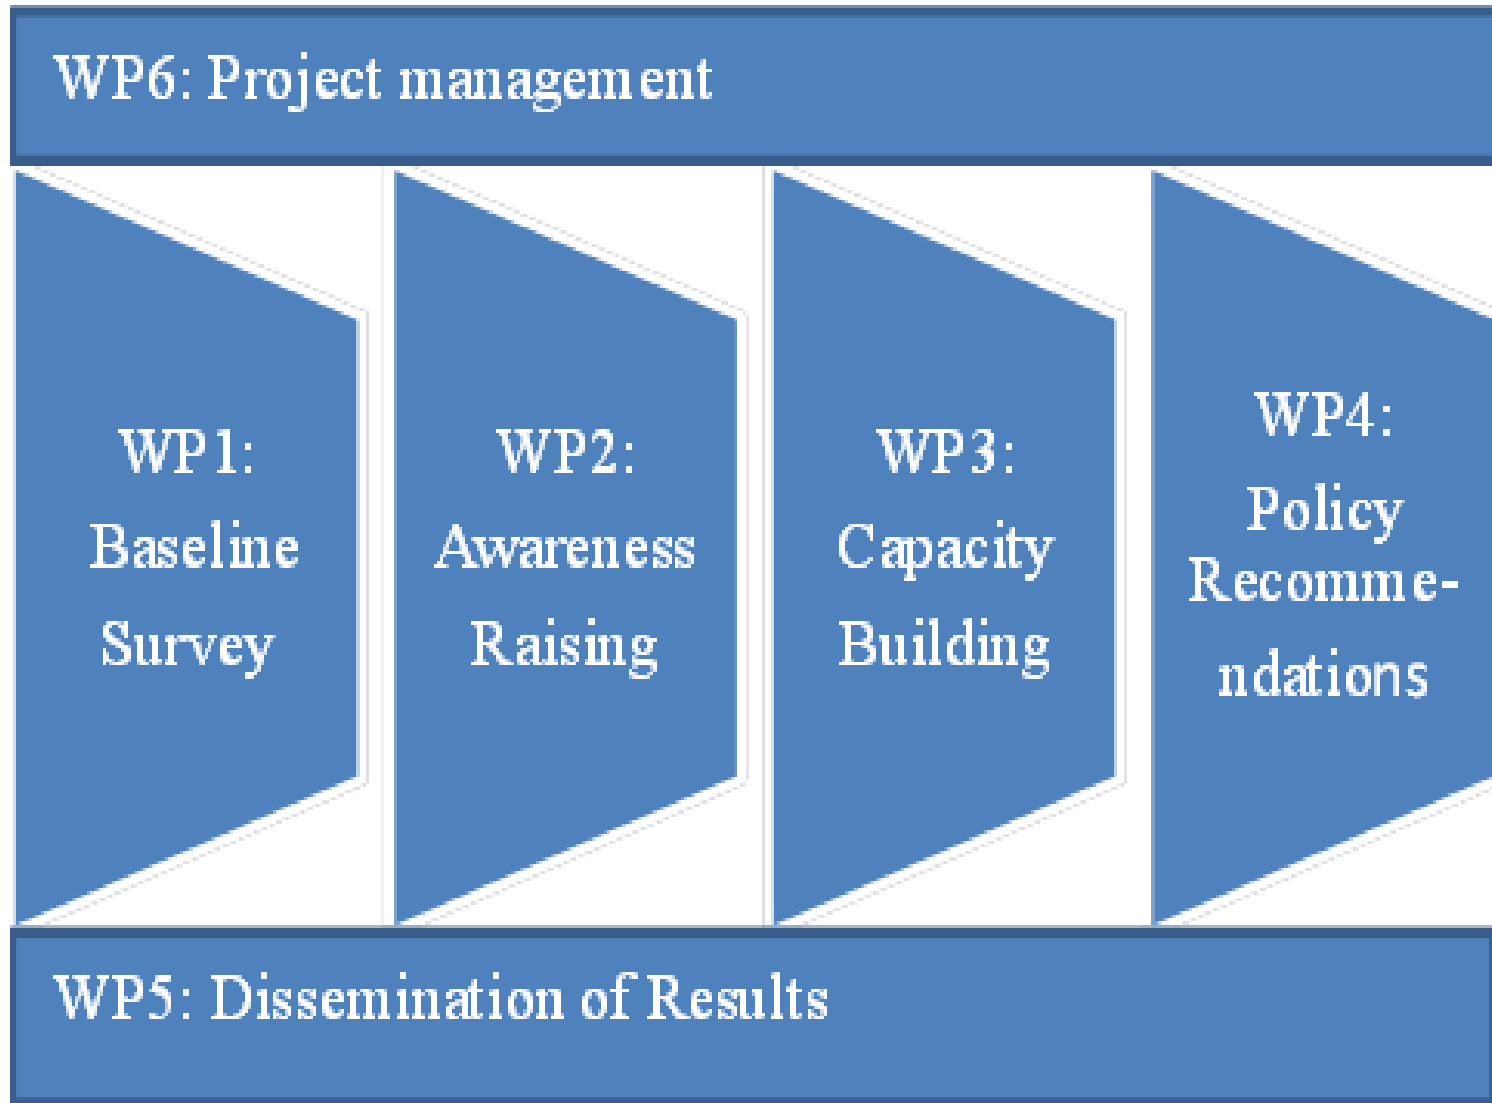 WP6: Project management
WP1:
Baseline
Survey
WP2:
Awareness
Raising
WP3:
Capacity
Building
WP4:
Policy
Recomme-
ndations
WP5: Dissemination of Results